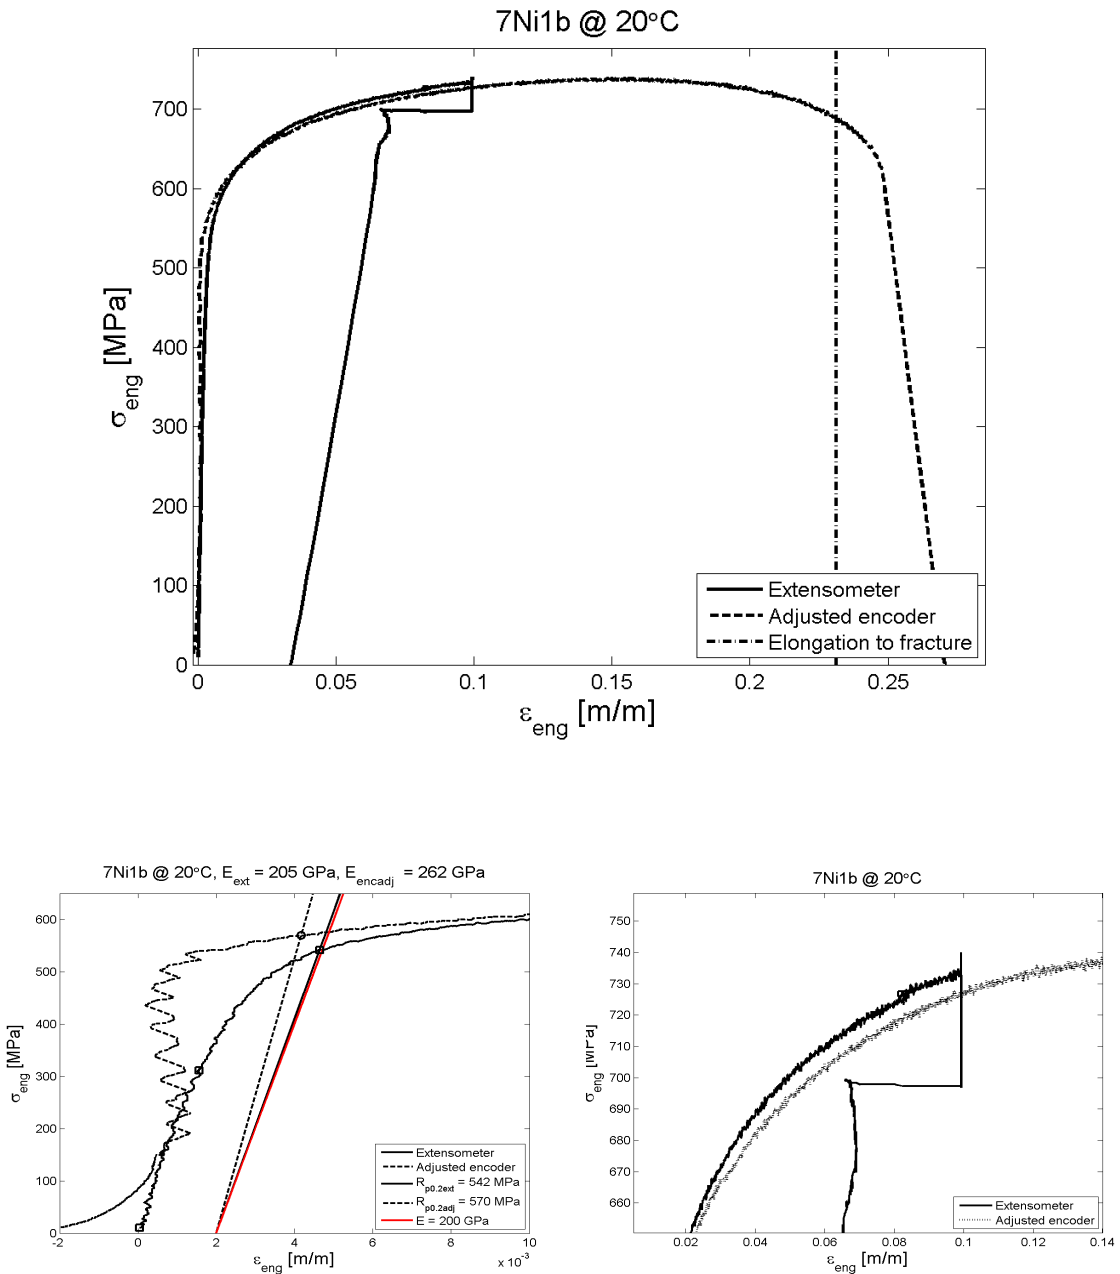 7Ni1b @ 20°C
700
600
500
400
300
200
100
0
σeng [MPa]
0 0.05 0.1 0.15 0.2 0.25
εeng [m/m]
Extensometer
Adjusted encoder
Elongation to fracture
7Ni1b @ 20°C, Eext = 205 GPa, Eencadj = 262 GPa
600
500
400
300
200
100
0
σeng [MPa]
-2 0 2 4 6 8 10
x 10-3
εeng [m/m]
Extensometer
Adjusted encoder
Rp0.2ext = 542 MPa
Rp0.2adj = 570 MPa
E = 200 GPa
7Ni1b @ 20°C
750
740
730
720
710
700
690
680
670
660
σeng [MPa]
0.02 0.04 0.06 0.08 0.1 0.12 0.14
εeng [m/m]
Extensometer
Adjusted encoder